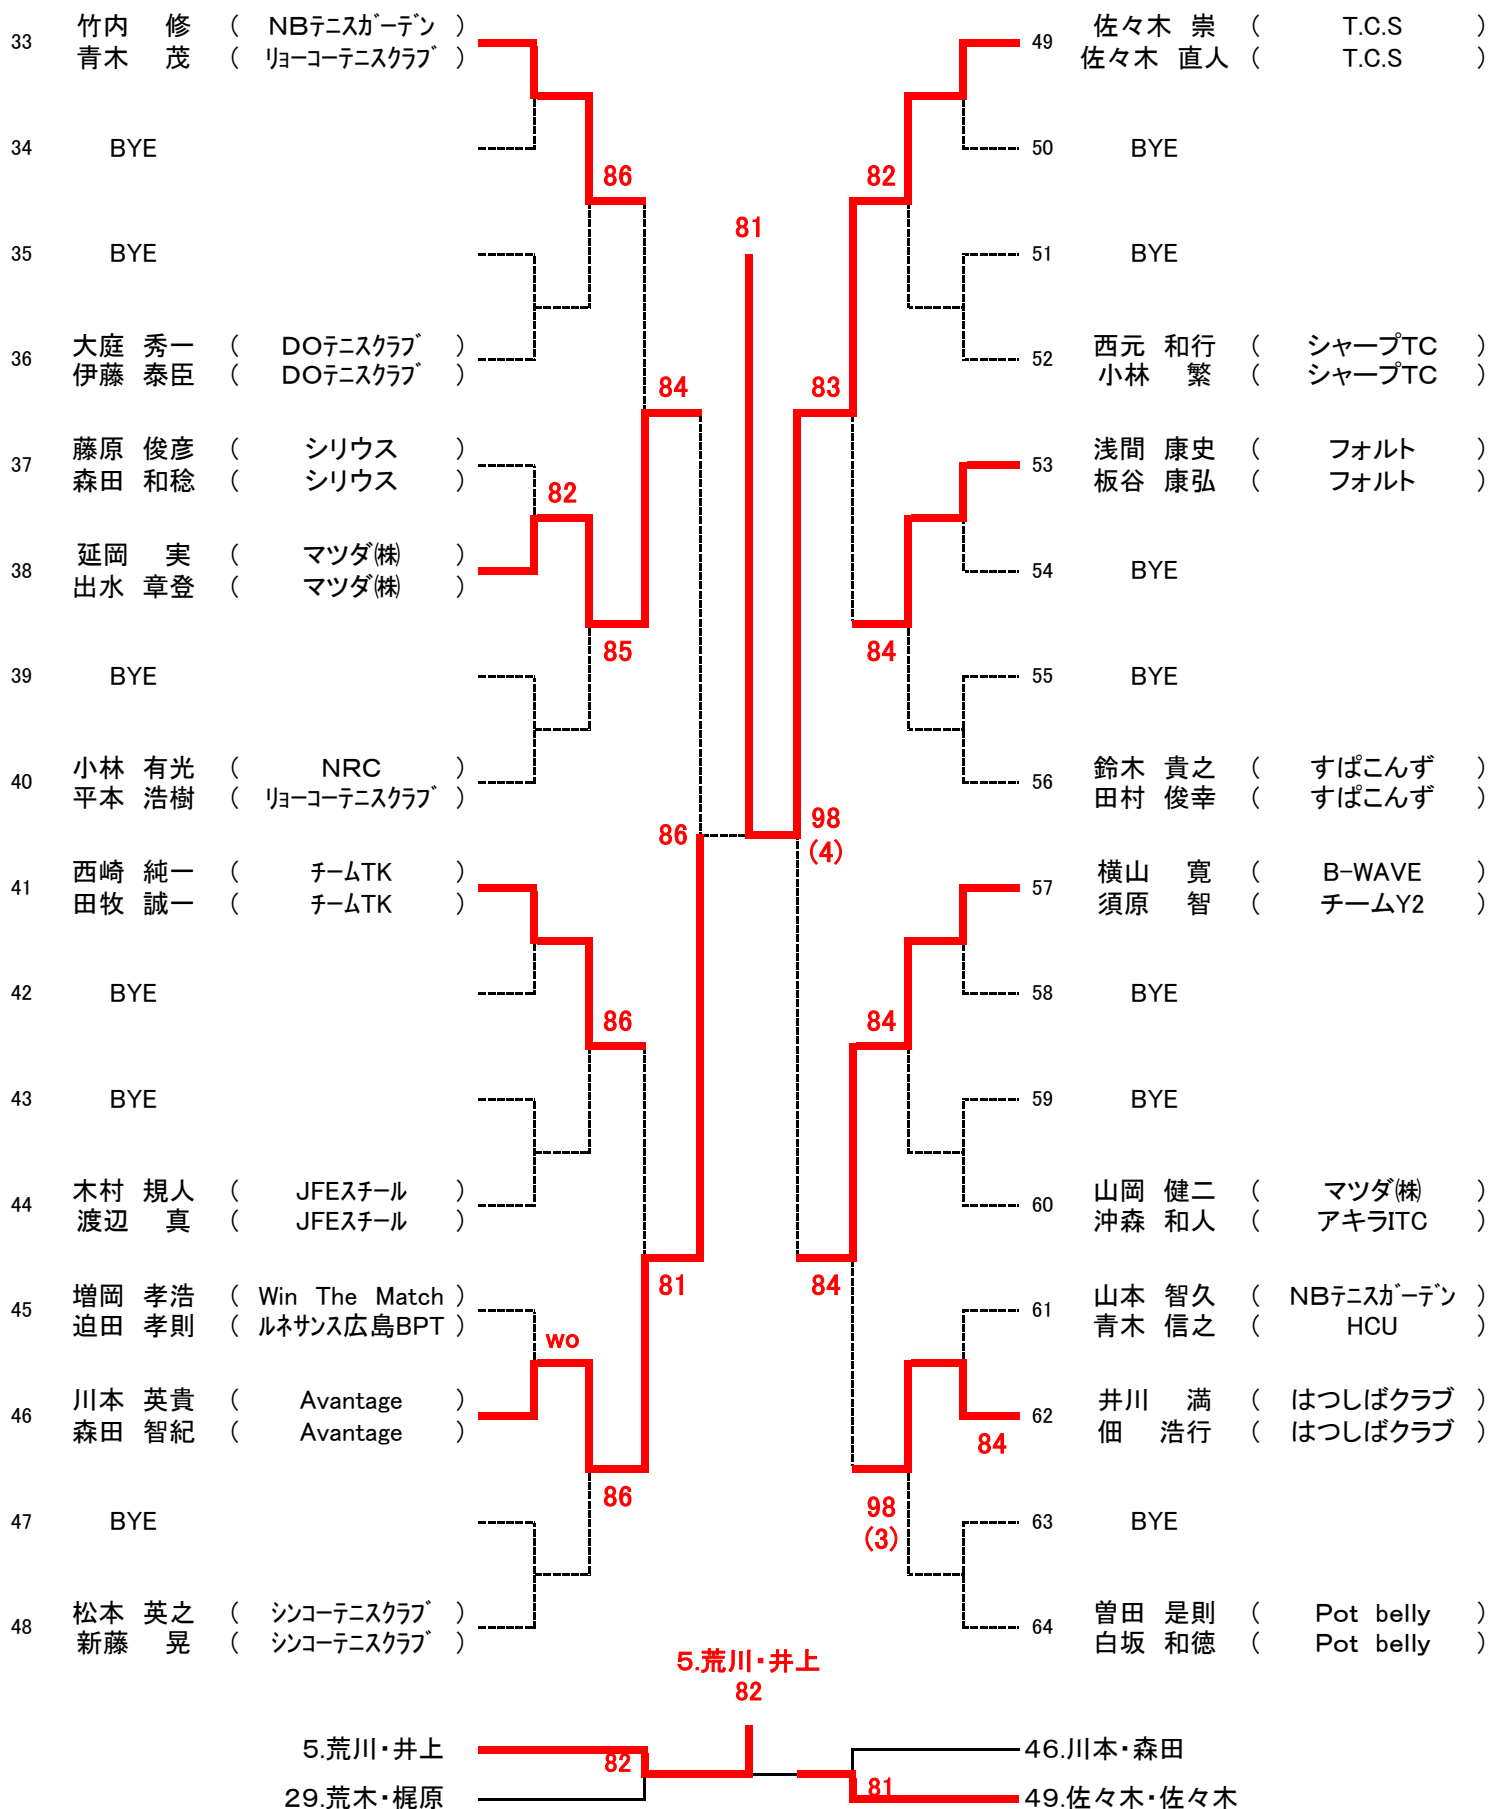 33 竹内 修 ( NBテニスガーデン )
青木 茂 ( リョーコーテニスクラブ )
34 BYE
86
35 BYE
36 大庭 秀一 ( DOテニスクラブ )
伊藤 泰臣 ( DOテニスクラブ )
84
37 藤原 俊彦 ( シリウス )
森田 和稔 ( シリウス )
82
38 延岡 実 ( マツダ㈱ )
出水 章登 ( マツダ㈱ )
85
39 BYE
40 小林 有光 ( NRC )
平本 浩樹 ( リョーコーテニスクラブ )
86
41 西崎 純一 ( チームTK )
田牧 誠一 ( チームTK )
42 BYE
86
43 BYE
44 木村 規人 ( JFEスチール )
渡辺 真 ( JFEスチール )
81
45 増岡 孝浩 ( Win The Match )
迫田 孝則 ( ルネサンス広島BPT )
wo
46 川本 英貴 ( Avantage )
森田 智紀 ( Avantage )
86
47 BYE
48 松本 英之 ( シンコーテニスクラブ )
新藤 晃 ( シンコーテニスクラブ )
81
49 佐々木 崇 ( T.C.S )
佐々木 直人 ( T.C.S )
50 BYE
82
51 BYE
52 西元 和行 ( シャープTC )
小林 繁 ( シャープTC )
83
53 浅間 康史 ( フォルト )
板谷 康弘 ( フォルト )
54 BYE
84
55 BYE
56 鈴木 貴之 ( すぱこんず )
田村 俊幸 ( すぱこんず )
98
(4)
57 横山 寛 ( B-WAVE )
須原 智 ( チームY2 )
58 BYE
84
59 BYE
60 山岡 健二 ( マツダ㈱ )
沖森 和人 ( アキラITC )
84
61 山本 智久 ( NBテニスガーデン )
青木 信之 ( HCU )
62 井川 満 ( はつしばクラブ )
佃 浩行 ( はつしばクラブ )
84
98
(3)
63 BYE
64 曽田 是則 ( Pot belly )
白坂 和徳 ( Pot belly )
5.荒川・井上
82
5.荒川・井上
82
29.荒木・梶原
46.川本・森田
81
49.佐々木・佐々木